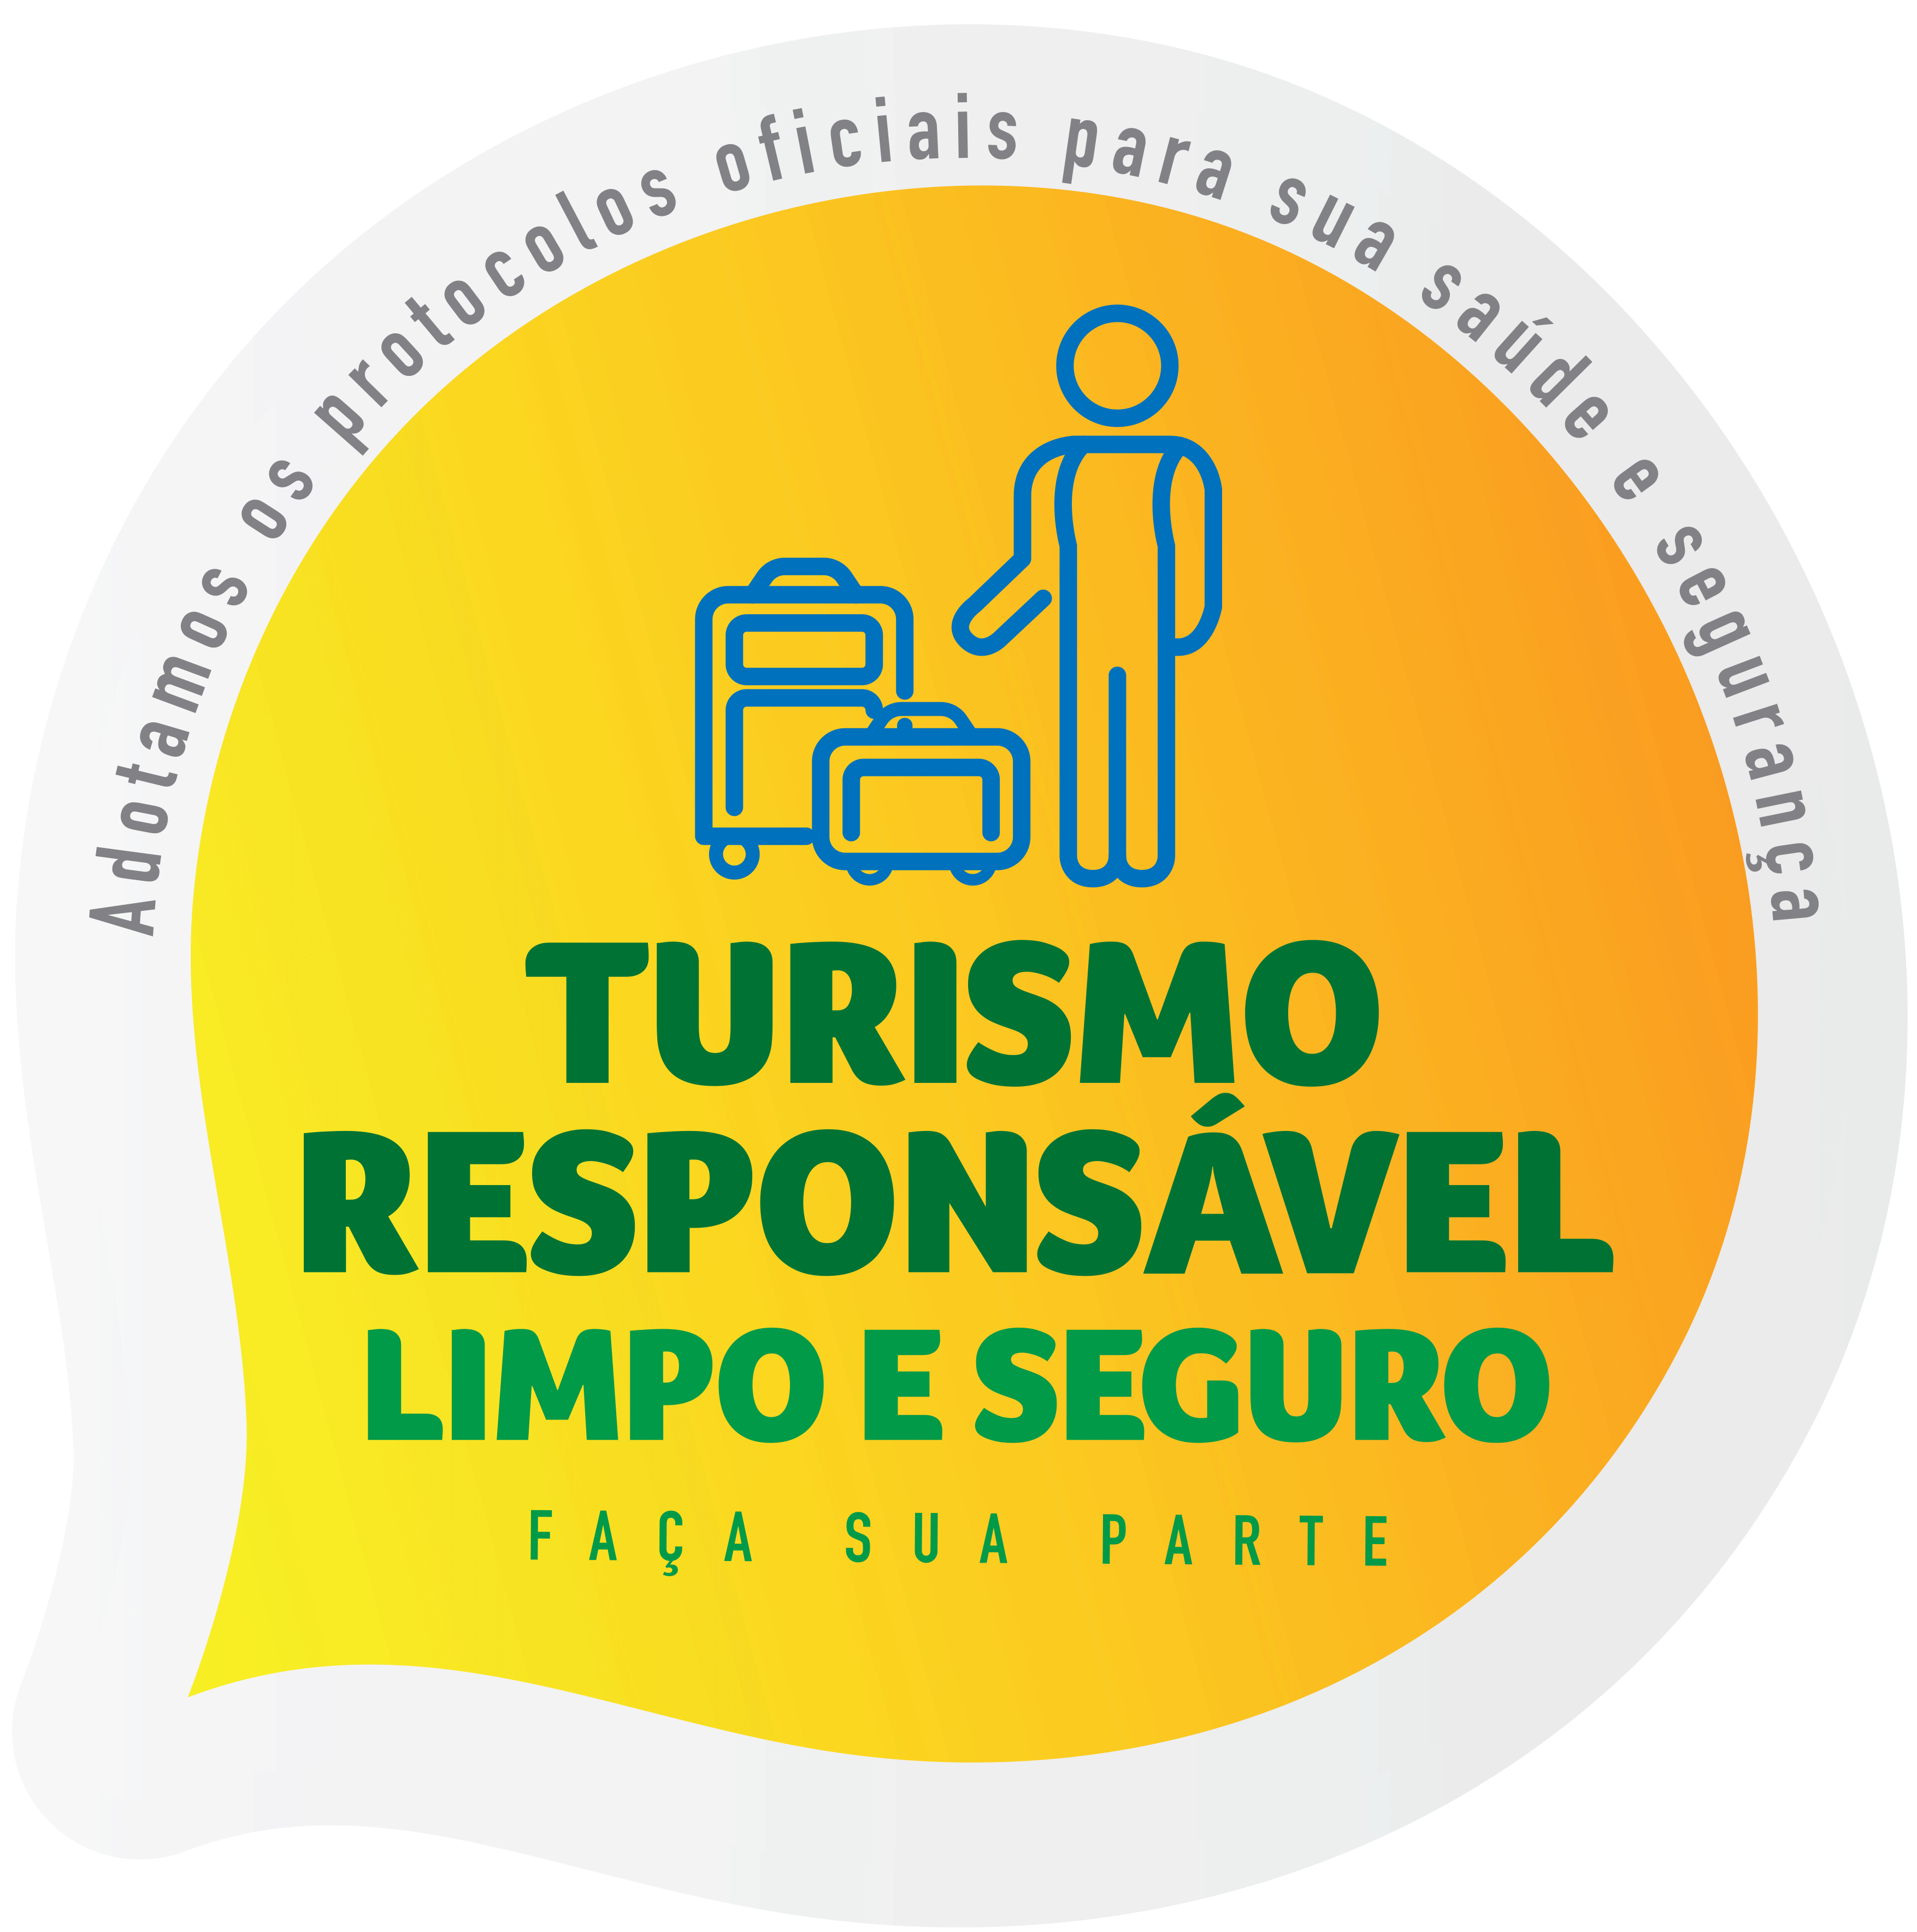 Adotamos os protocolos oficiais para sua saúde e segurança
TURISMO
RESPONSÁVEL
LIMPO E SEGURO
FAÇA SUA PARTE